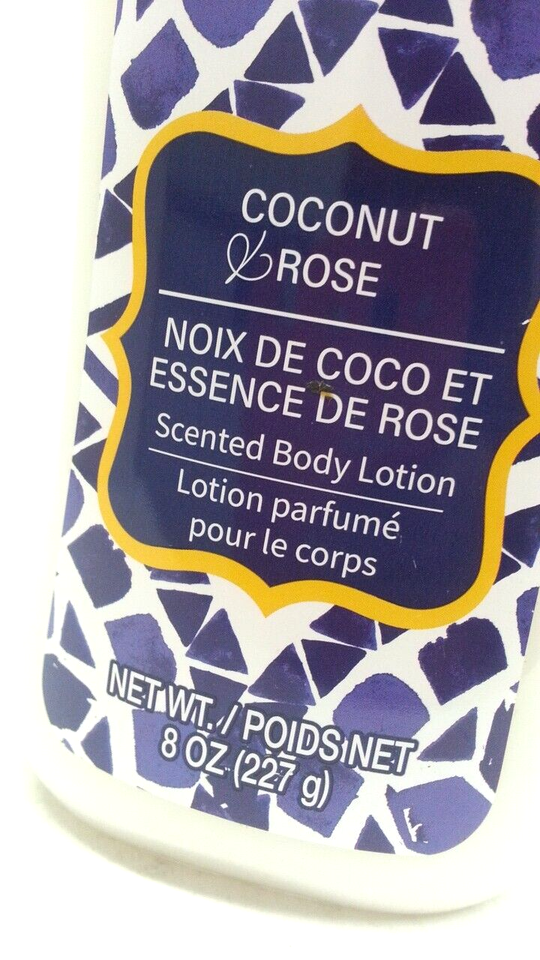 COCONUT
& ROSE
NOIX DE COCO ET
ESSENCE DE ROSE
Scented Body Lotion
Lotion parfumé
pour le corps
NET WT. / POIDS NET
8 OZ (227 g)